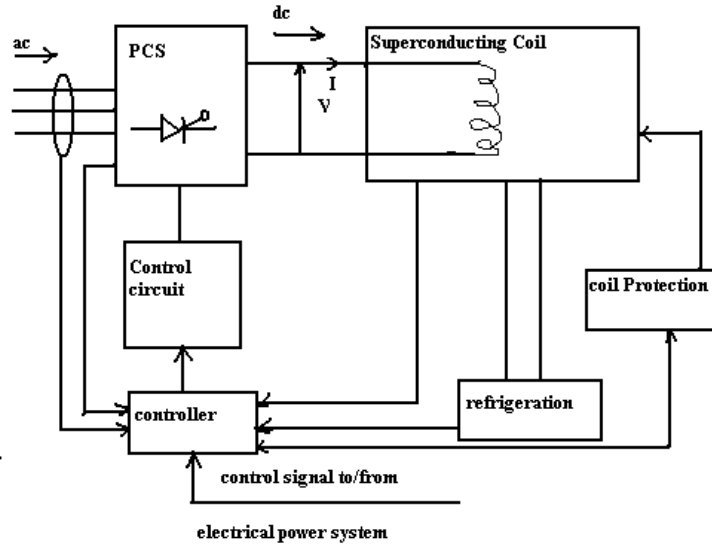 dc
ac
PCS
Superconducting Coil
I
V
Control
circuit
coil Protection
controller
refrigeration
control signal to/from
electrical power system